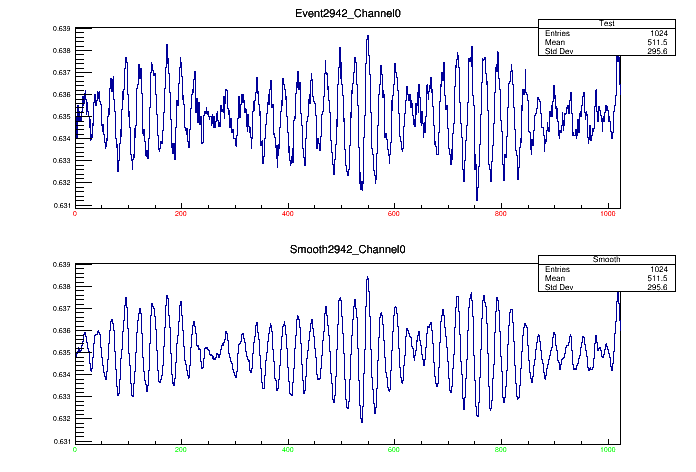 Event2942_Channel0
Test
Entries 1024
Mean 511.5
Std Dev 295.6
0.639
0.638
0.637
0.636
0.635
0.634
0.633
0.632
0.631
0 200 400 600 800 1000
Smooth2942_Channel0
Smooth
Entries 1024
Mean 511.5
Std Dev 295.6
0.639
0.638
0.637
0.636
0.635
0.634
0.633
0.632
0.631
0 200 400 600 800 1000